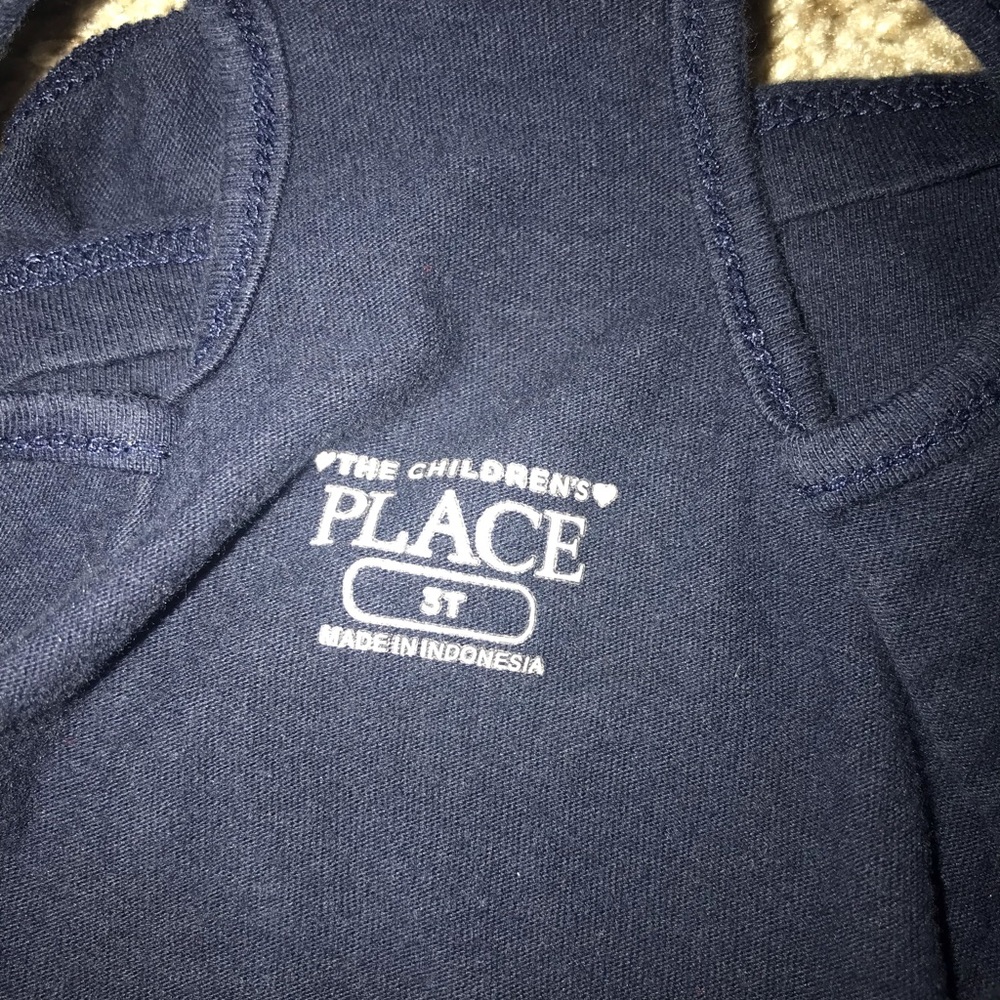 THE CHILDREN'S
PLACE
3T
MADE IN INDONESIA